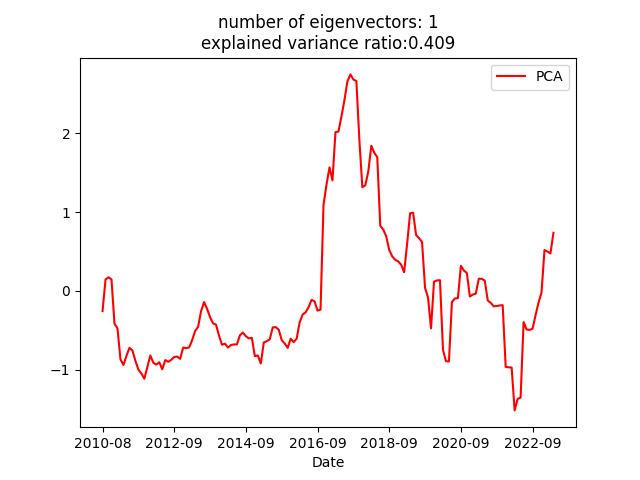 number of eigenvectors: 1
explained variance ratio:0.409
PCA
2
1
0
−1
2010-08 2012-09 2014-09 2016-09 2018-09 2020-09 2022-09
Date